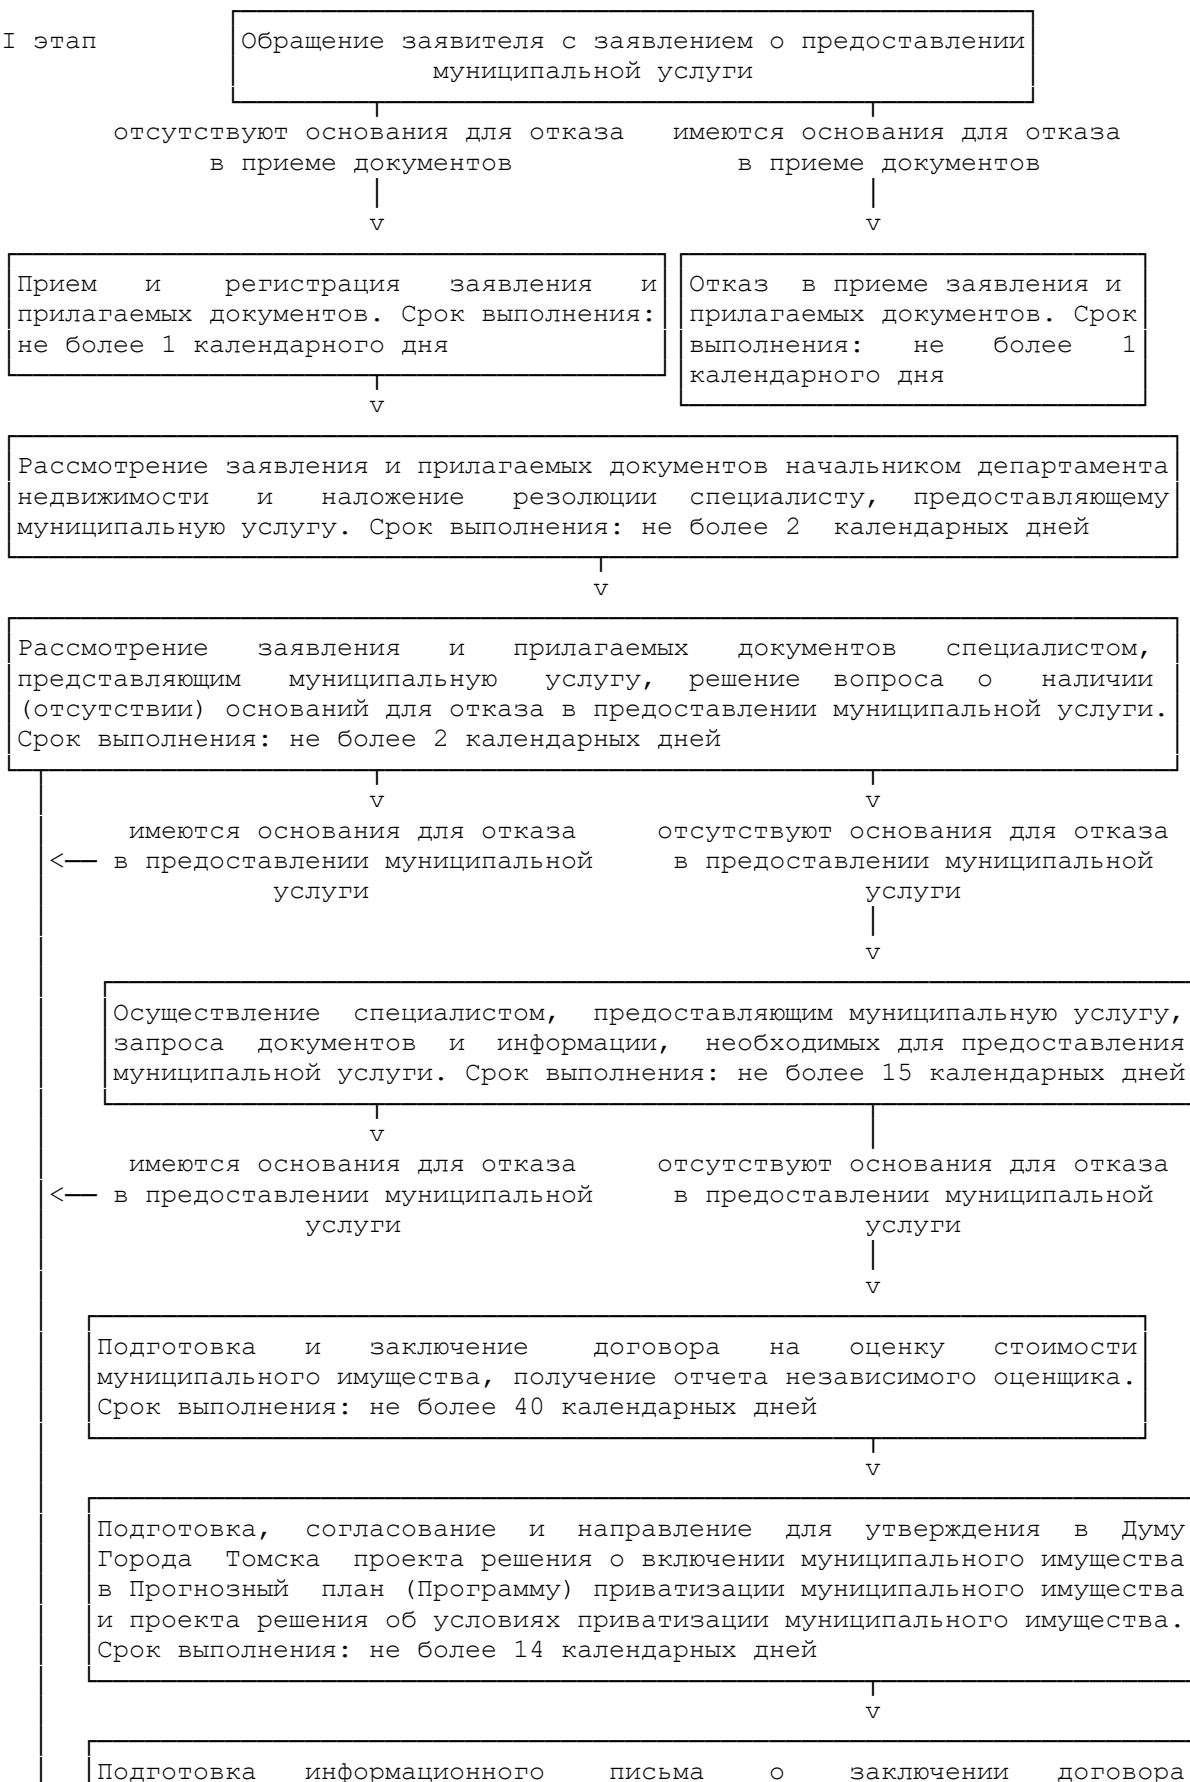 I этап
Обращение заявителя с заявлением о предоставлении
муниципальной услуги
отсутствуют основания для отказа имеются основания для отказа
в приеме документов в приеме документов
v v
Прием и регистрация заявления и
прилагаемых документов. Срок выполнения:
не более 1 календарного дня
Отказ в приеме заявления и
прилагаемых документов. Срок
выполнения: не более 1
календарного дня
v
Рассмотрение заявления и прилагаемых документов начальником департамента
недвижимости и наложение резолюции специалисту, предоставляющему
муниципальную услугу. Срок выполнения: не более 2 календарных дней
v
Рассмотрение заявления и прилагаемых документов специалистом,
представляющим муниципальную услугу, решение вопроса о наличии
(отсутствии) оснований для отказа в предоставлении муниципальной услуги.
Срок выполнения: не более 2 календарных дней
v v
имеются основания для отказа отсутствуют основания для отказа
<── в предоставлении муниципальной в предоставлении муниципальной
услуги услуги
v
Осуществление специалистом, предоставляющим муниципальную услугу,
запроса документов и информации, необходимых для предоставления
муниципальной услуги. Срок выполнения: не более 15 календарных дней
v
имеются основания для отказа отсутствуют основания для отказа
<── в предоставлении муниципальной в предоставлении муниципальной
услуги услуги
v
Подготовка и заключение договора на оценку стоимости
муниципального имущества, получение отчета независимого оценщика.
Срок выполнения: не более 40 календарных дней
v
Подготовка, согласование и направление для утверждения в Думу
Города Томска проекта решения о включении муниципального имущества
в Прогнозный план (Программу) приватизации муниципального имущества
и проекта решения об условиях приватизации муниципального имущества.
Срок выполнения: не более 14 календарных дней
v
Подготовка информационного письма о заключении договора